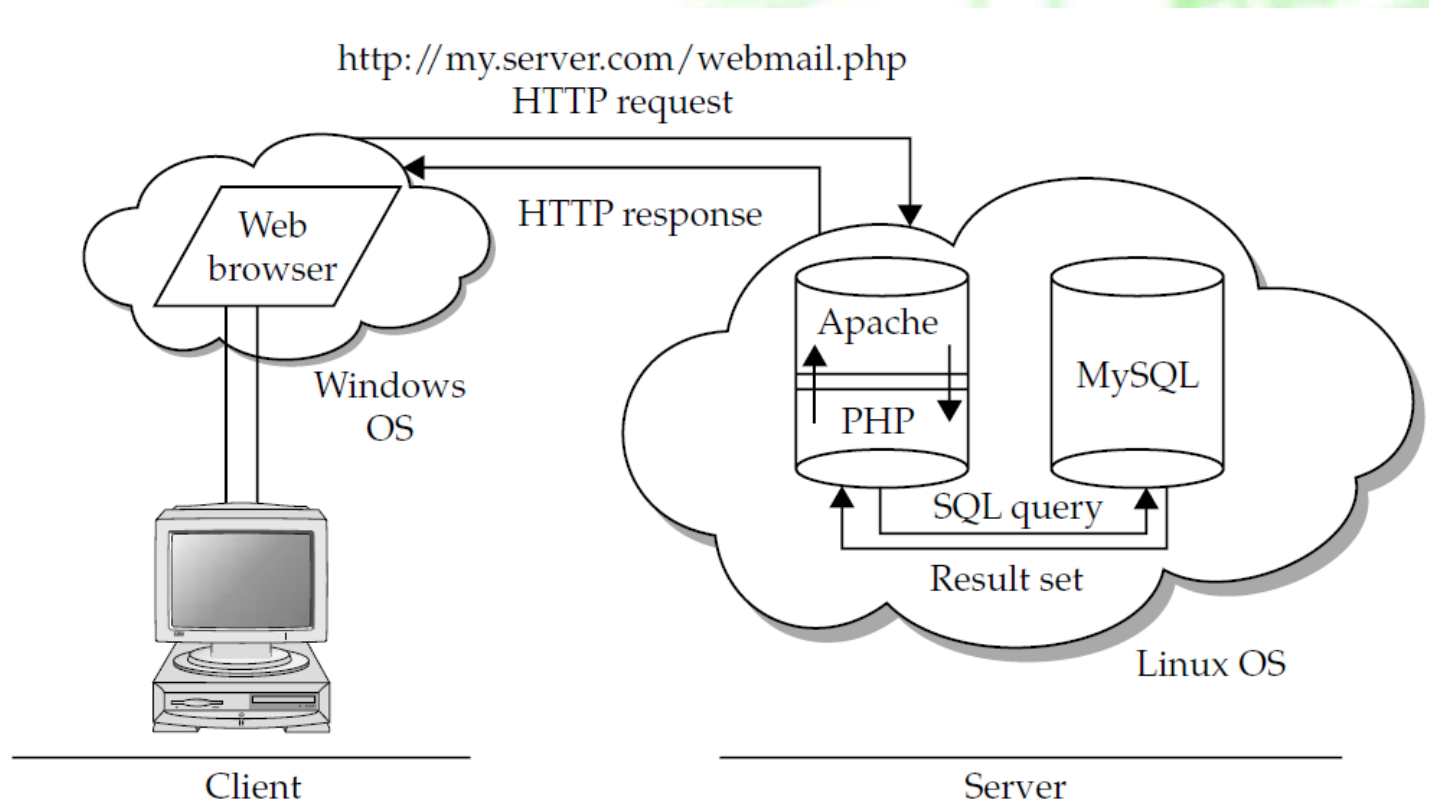 http://my.server.com/webmail.php
HTTP request
HTTP response
Web
browser
Windows
OS
Apache
PHP
MySQL
SQL query
Result set
Linux OS
Client
Server